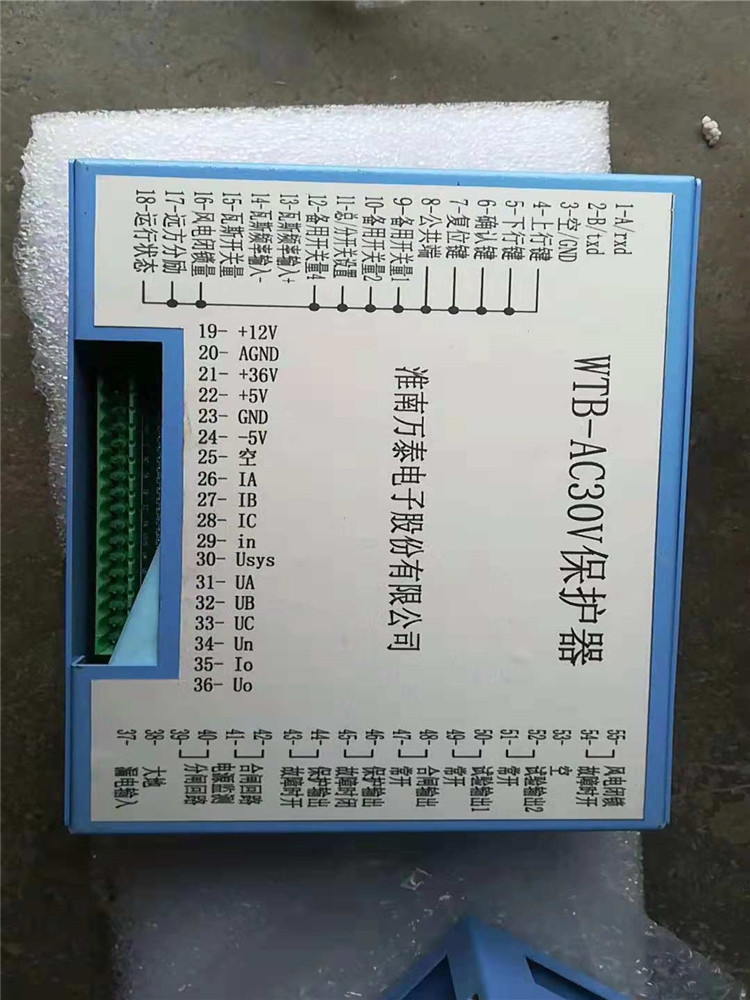 WTB-AC30V保护器
淮南万泰电子股份有限公司
1-A/rxd
2-B/txd
3-空/GND
4-上行键
5-下行键
6-确认键
7-复位键
8-公共端
9-备用开关量1
10-备用开关量2
11-总/分开关设置
12-备用开关量4
13-瓦斯频率输入+
14-瓦斯频率输入-
15-瓦斯开关量
16-风电闭锁量
17-远方分励
18-运行状态
19- +12V
20- AGND
21- +36V
22- +5V
23- GND
24- -5V
25- 空
26- IA
27- IB
28- IC
29- in
30- Usys
31- UA
32- UB
33- UC
34- Un
35- Io
36- Uo
37- 漏电输入
38- 大地
39-
40- 分闸回路
41- 电源监测
42- 合闸回路
43- 故障时开
44- 保护输出
45- 故障时闭
46- 保护输出
47- 常开
48- 合闸输出
49- 常开
50- 试验输出1
51- 常开
52- 试验输出2
53- 空
54- 故障时开
55- 风电闭锁